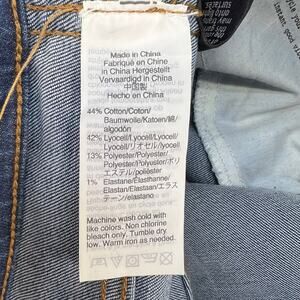 Made in China
Fabriqué en Chine
in China Hergestellt
Vervaardigd in China
中国製
Hecho en China
44% Cotton/Coton/
Baumwolle/Katoen/綿/
algodón
42% Lyocell/Lyocell/Lyocell/
Lyocell/リオセル/lyocell
13% Polyester/Polyester/
Polyester/Polyester/ポリ
エステル/poliéster
1% Elastane/Elasthanne/
Elastan/Elastaan/エラス
テーン/elastano
Machine wash cold with
like colors. Non chlorine
bleach only. Tumble dry
low. Warm iron as needed.